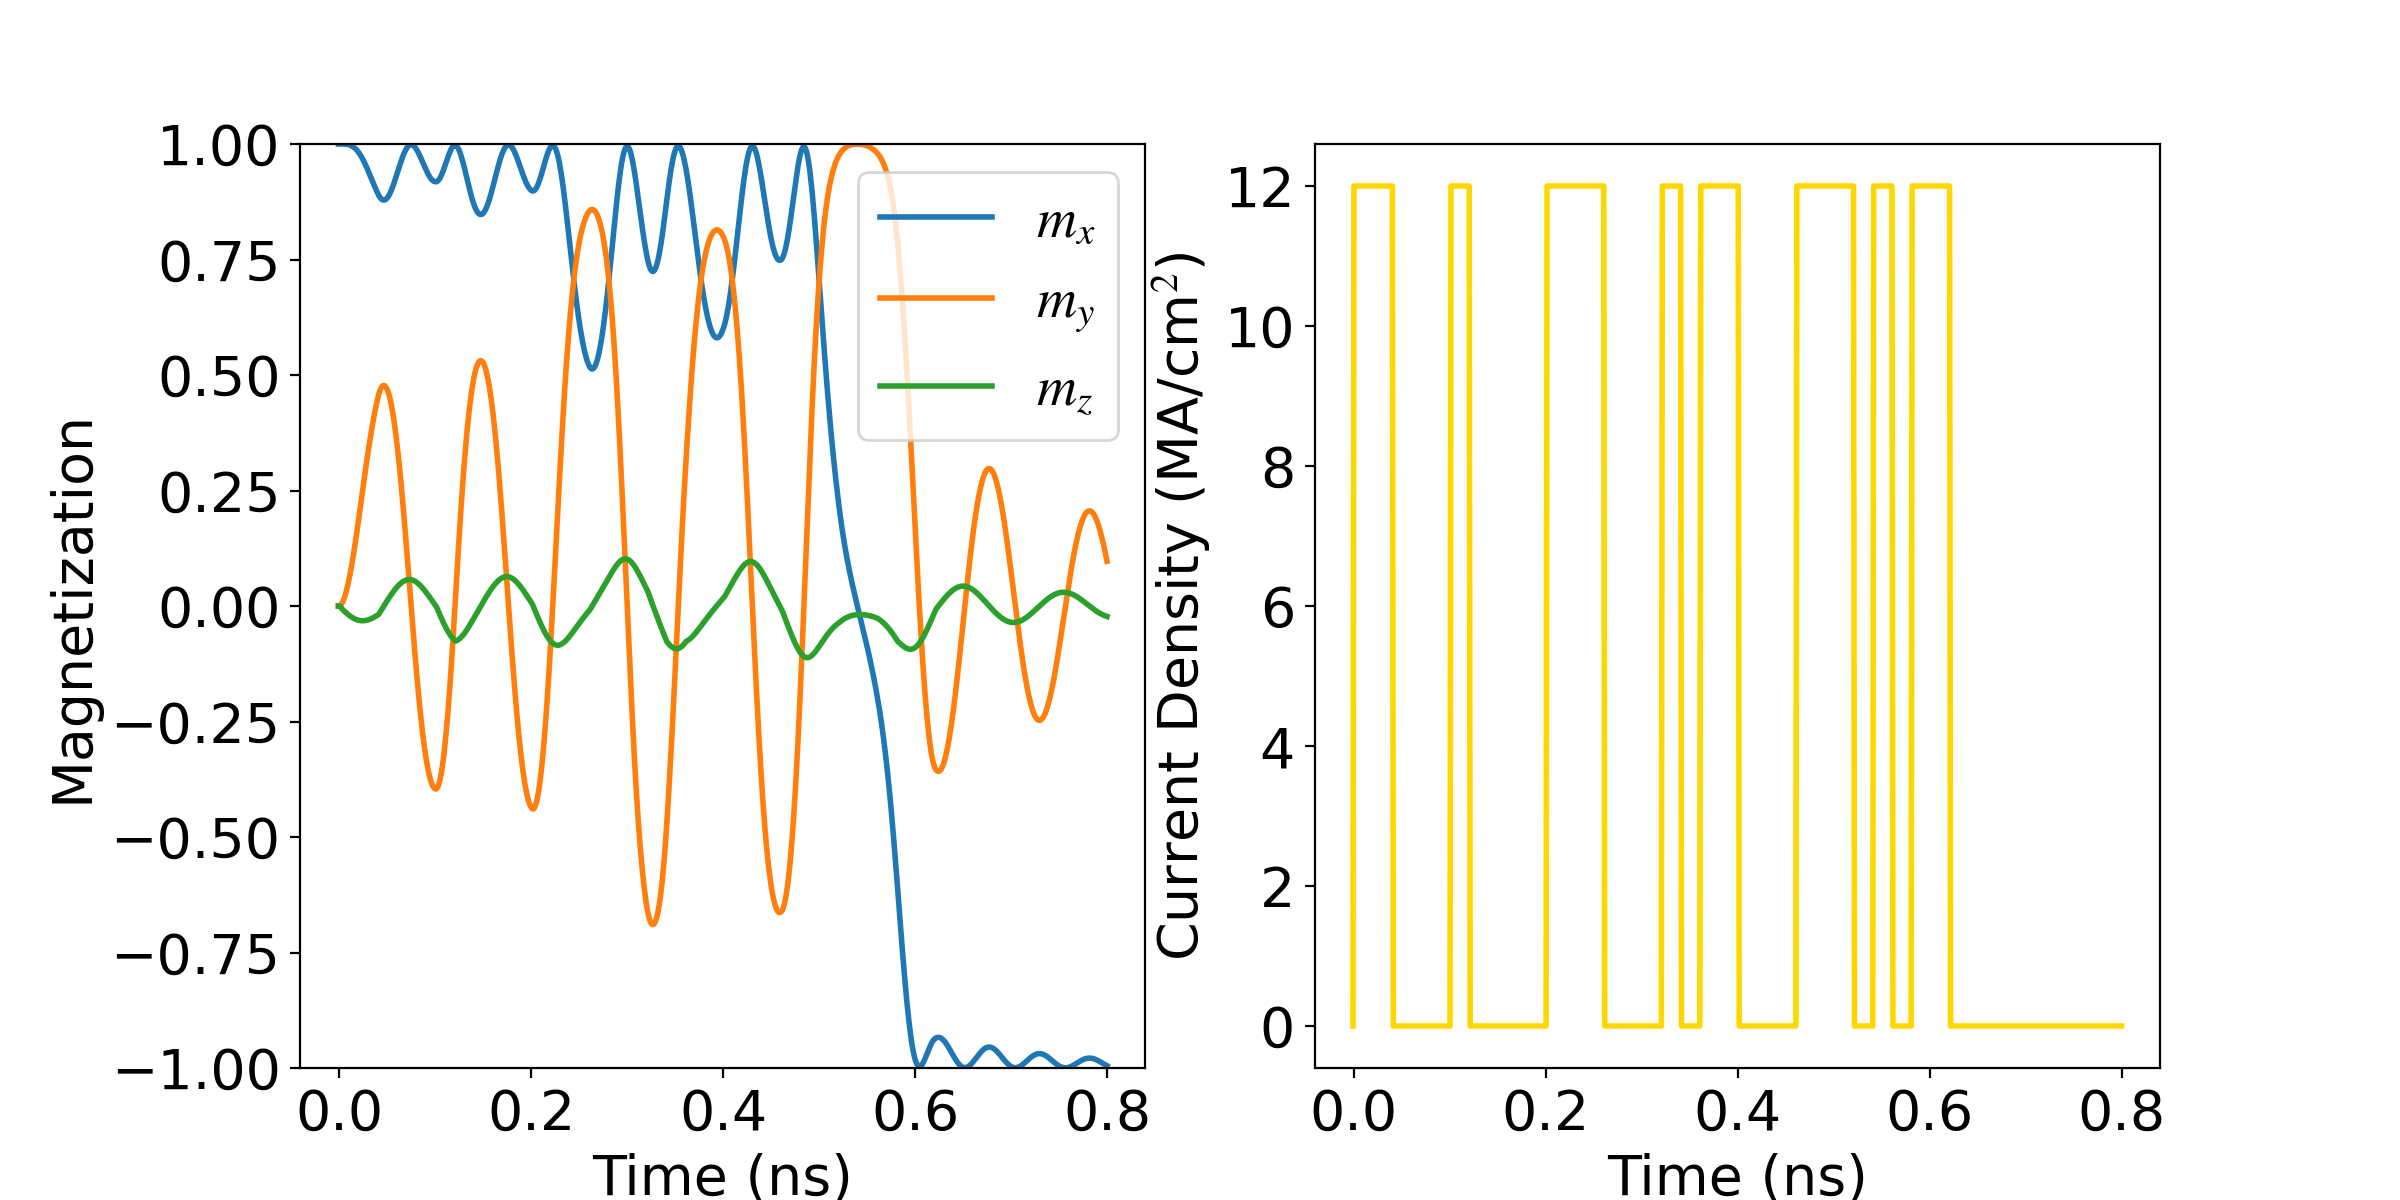 1.00
0.75
0.50
0.25
0.00
−0.25
−0.50
−0.75
−1.00
Magnetization
0.0 0.2 0.4 0.6 0.8
Time (ns)
m_x
m_y
m_z
Current Density (MA/cm²)
12
10
8
6
4
2
0
0.0 0.2 0.4 0.6 0.8
Time (ns)